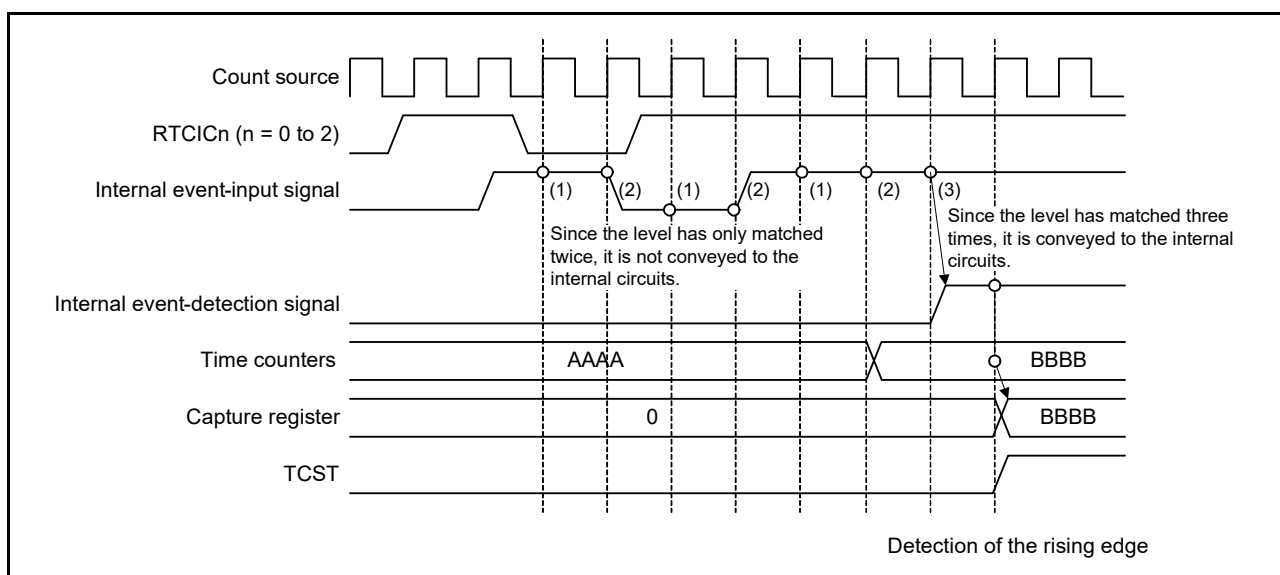 Count source
RTCICn (n = 0 to 2)
Internal event-input signal
(1)
(2)
(1)
(2)
(1)
(2)
(3)
Since the level has only matched
twice, it is not conveyed to the
internal circuits.
Since the level has matched three
times, it is conveyed to the internal
circuits.
Internal event-detection signal
Time counters
AAAA
BBBB
Capture register
0
BBBB
TCST
Detection of the rising edge